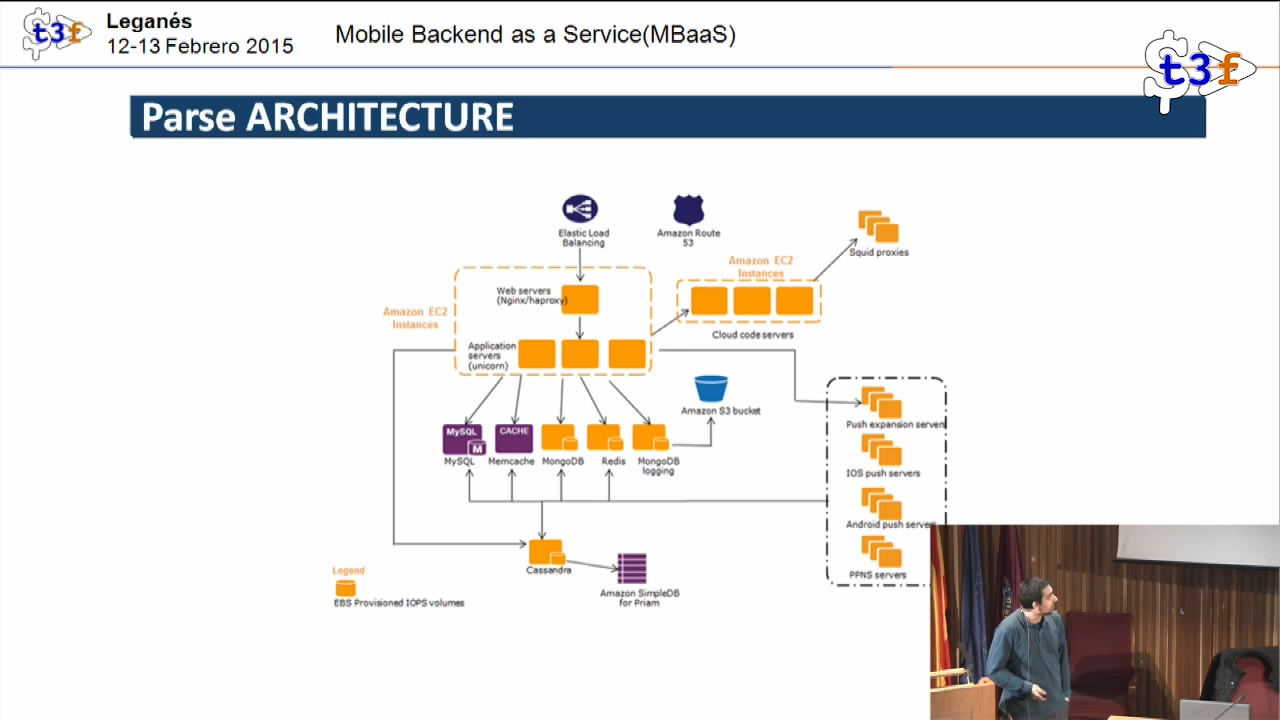 t3f
Leganés
12-13 Febrero 2015
Mobile Backend as a Service(MBaaS)
t3f
Parse ARCHITECTURE
Elastic Load
Balancing
Amazon Route
53
Squid proxies
Amazon EC2
Instances
Web servers
(Nginx/haproxy)
Amazon EC2
Instances
Cloud code servers
Application
servers
(unicorn)
Amazon S3 bucket
Push expansion servers
MySQL
CACHE
M
MySQL
Memcache
MongoDB
Redis
MongoDB
logging
IOS push servers
Android push servers
PPNS servers
Cassandra
Amazon SimpleDB
for Priam
Legend
EBS Provisioned IOPS volumes